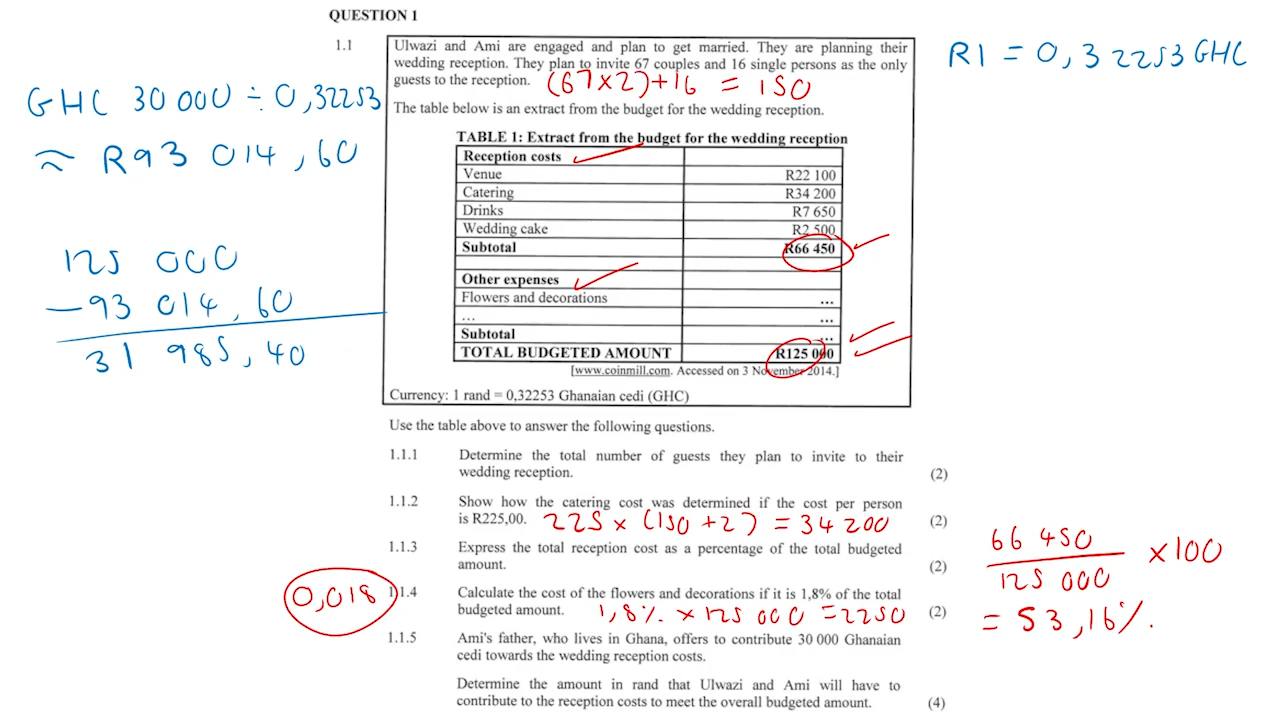 QUESTION 1
1.1 Ulwazi and Ami are engaged and plan to get married. They are planning their
wedding reception. They plan to invite 67 couples and 16 single persons as the only
guests to the reception. (67×2)+16 = 150
The table below is an extract from the budget for the wedding reception.
TABLE 1: Extract from the budget for the wedding reception
Reception costs
Venue R22 100
Catering R34 200
Drinks R7 650
Wedding cake R2 500
Subtotal R66 450
Other expenses
Flowers and decorations ...
... ...
Subtotal ...
TOTAL BUDGETED AMOUNT R125 000
[www.coinmill.com. Accessed on 3 November 2014.]
Currency: 1 rand = 0,32253 Ghanaian cedi (GHC)
R1 = 0,32253 GHC
GHC 30 000 ÷ 0,32253
≈ R93 014,60
125 000
–93 014,60
31 985,40
Use the table above to answer the following questions.
1.1.1 Determine the total number of guests they plan to invite to their
wedding reception. (2)
1.1.2 Show how the catering cost was determined if the cost per person
is R225,00. 225 × (150 + 2) = 34 200 (2)
1.1.3 Express the total reception cost as a percentage of the total budgeted
amount. (2)
66 450
125 000
×100
= 53,16%.
0,018
1.1.4 Calculate the cost of the flowers and decorations if it is 1,8% of the total
budgeted amount. 1,8% × 125 000 = 2250 (2)
1.1.5 Ami's father, who lives in Ghana, offers to contribute 30 000 Ghanaian
cedi towards the wedding reception costs.
Determine the amount in rand that Ulwazi and Ami will have to
contribute to the reception costs to meet the overall budgeted amount. (4)